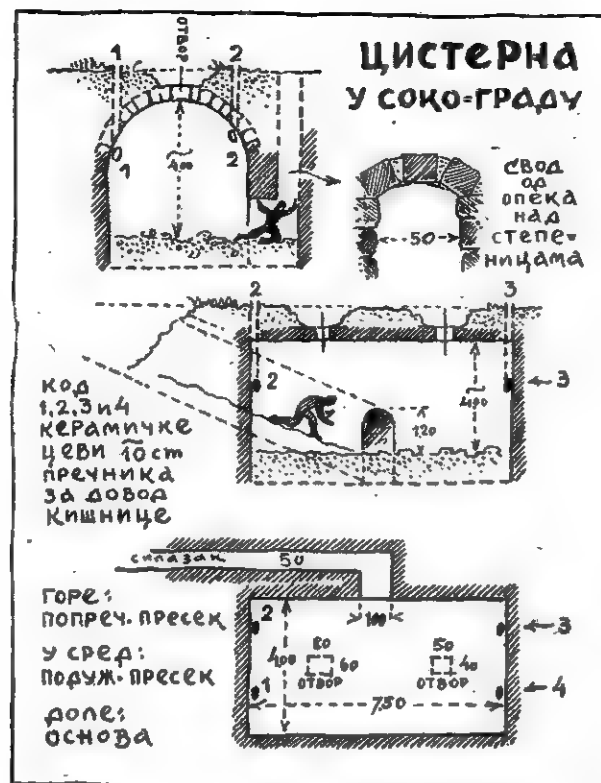 ЦИСТЕРНА
У СОКО=ГРАДУ
1 ОТВОР 2
1 400 2
СВОД
ОД
ОПЕКА
НАД
СТЕПЕ=
НИЦАМА
50
2 3
2 3
400
120
КОД
1,2,3 и 4
КЕРАМИЧКЕ
ЦЕВИ 10 cm
ПРЕЧНИКА
ЗА ДОВОД
КИШНИЦЕ
СИЛАЗАК 50
ГОРЕ:
ПОПРЕЧ. ПРЕСЕК
У СРЕД:
ПОДУЖ. ПРЕСЕК
ДОЛЕ:
ОСНОВА
100
2 3
400 80 60 50 40
ОТВОР ОТВОР
1 4
750